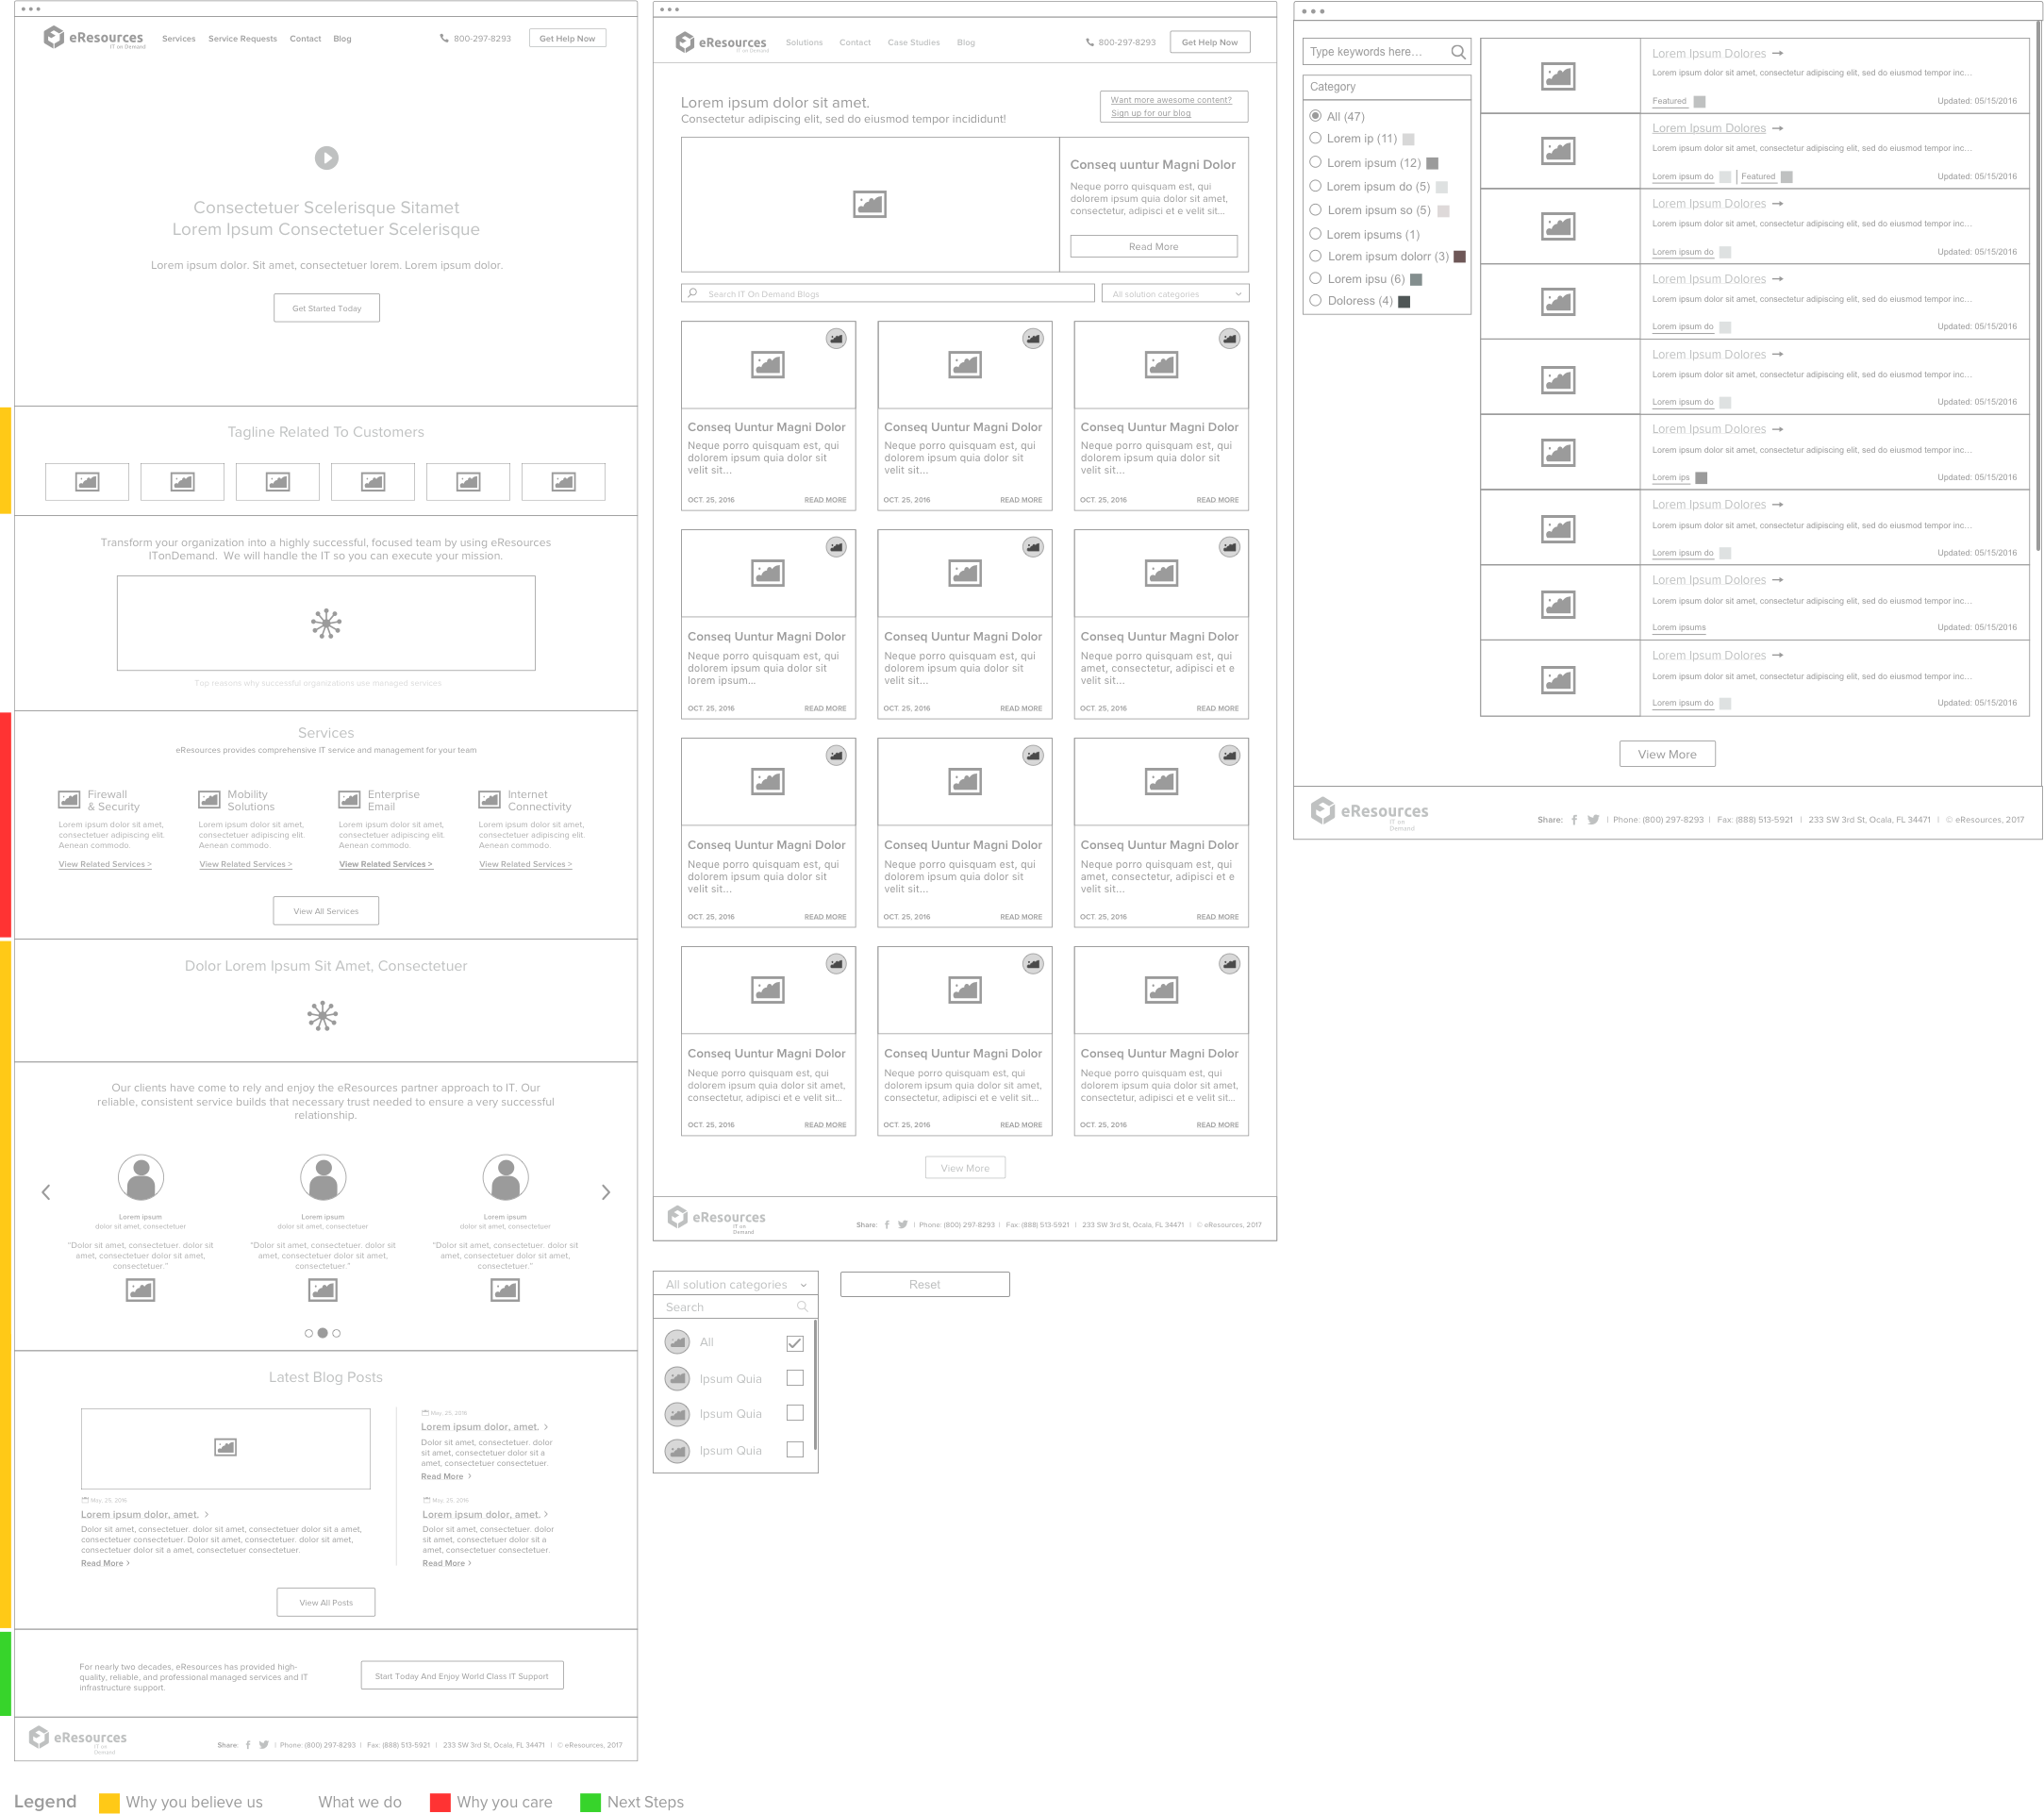 eResources
IT on Demand
Services Service Requests Contact Blog
800-297-8293
Get Help Now
Consectetuer Scelerisque Sitamet
Lorem Ipsum Consectetuer Scelerisque
Lorem ipsum dolor. Sit amet, consectetuer lorem. Lorem ipsum dolor.
Get Started Today
Tagline Related To Customers
Transform your organization into a highly successful, focused team by using eResources
ITonDemand. We will handle the IT so you can execute your mission.
Top reasons why successful organizations use managed services
Services
eResources provides comprehensive IT service and management for your team
Firewall
& Security
Lorem ipsum dolor sit amet,
consectetuer adipiscing elit.
Aenean commodo.
View Related Services >
Mobility
Solutions
Lorem ipsum dolor sit amet,
consectetuer adipiscing elit.
Aenean commodo.
View Related Services >
Enterprise
Email
Lorem ipsum dolor sit amet,
consectetuer adipiscing elit.
Aenean commodo.
View Related Services >
Internet
Connectivity
Lorem ipsum dolor sit amet,
consectetuer adipiscing elit.
Aenean commodo.
View Related Services >
View All Services
Dolor Lorem Ipsum Sit Amet, Consectetuer
Our clients have come to rely and enjoy the eResources partner approach to IT. Our
reliable, consistent service builds that necessary trust needed to ensure a very successful
relationship.
Lorem ipsum
dolor sit amet, consectetuer
"Dolor sit amet, consectetuer. dolor sit
amet, consectetuer dolor sit amet,
consectetuer."
Lorem ipsum
dolor sit amet, consectetuer
"Dolor sit amet, consectetuer. dolor sit
amet, consectetuer dolor sit amet,
consectetuer."
Lorem ipsum
dolor sit amet, consectetuer
"Dolor sit amet, consectetuer. dolor sit
amet, consectetuer dolor sit amet,
consectetuer."
Latest Blog Posts
May. 25, 2016
Lorem ipsum dolor, amet. >
Dolor sit amet, consectetuer. dolor sit amet, consectetuer dolor sit a amet,
consectetuer consectetuer. Dolor sit amet, consectetuer. dolor sit amet,
consectetuer dolor sit a amet, consectetuer consectetuer.
Read More >
May. 25, 2016
Lorem ipsum dolor, amet. >
Dolor sit amet, consectetuer. dolor
sit amet, consectetuer dolor sit a
amet, consectetuer consectetuer.
Read More >
May. 25, 2016
Lorem ipsum dolor, amet. >
Dolor sit amet, consectetuer. dolor
sit amet, consectetuer dolor sit a
amet, consectetuer consectetuer.
Read More >
View All Posts
For nearly two decades, eResources has provided high-
quality, reliable, and professional managed services and IT
infrastructure support.
Start Today And Enjoy World Class IT Support
eResources
IT on
Demand
Share: | Phone: (800) 297-8293 | Fax: (888) 513-5921 | 233 SW 3rd St, Ocala, FL 34471 | © eResources, 2017
Legend Why you believe us What we do Why you care Next Steps
eResources
IT on Demand
Solutions Contact Case Studies Blog
800-297-8293
Get Help Now
Lorem ipsum dolor sit amet.
Consectetur adipiscing elit, sed do eiusmod tempor incididunt!
Want more awesome content?
Sign up for our blog
Conseq uuntur Magni Dolor
Neque porro quisquam est, qui
dolorem ipsum quia dolor sit amet,
consectetur, adipisci et e velit sit...
Read More
Search IT On Demand Blogs
All solution categories
Conseq Uuntur Magni Dolor
Neque porro quisquam est, qui
dolorem ipsum quia dolor sit
velit sit...
OCT. 25, 2016 READ MORE
Conseq Uuntur Magni Dolor
Neque porro quisquam est, qui
dolorem ipsum quia dolor sit
velit sit...
OCT. 25, 2016 READ MORE
Conseq Uuntur Magni Dolor
Neque porro quisquam est, qui
dolorem ipsum quia dolor sit
velit sit...
OCT. 25, 2016 READ MORE
Conseq Uuntur Magni Dolor
Neque porro quisquam est, qui
dolorem ipsum quia dolor sit
lorem ipsum...
OCT. 25, 2016 READ MORE
Conseq Uuntur Magni Dolor
Neque porro quisquam est, qui
dolorem ipsum quia dolor sit
velit sit...
OCT. 25, 2016 READ MORE
Conseq Uuntur Magni Dolor
Neque porro quisquam est, qui
amet, consectetur, adipisci et e
velit sit...
OCT. 25, 2016 READ MORE
Conseq Uuntur Magni Dolor
Neque porro quisquam est, qui
dolorem ipsum quia dolor sit
velit sit...
OCT. 25, 2016 READ MORE
Conseq Uuntur Magni Dolor
Neque porro quisquam est, qui
dolorem ipsum quia dolor sit
velit sit...
OCT. 25, 2016 READ MORE
Conseq Uuntur Magni Dolor
Neque porro quisquam est, qui
amet, consectetur, adipisci et e
velit sit...
OCT. 25, 2016 READ MORE
Conseq Uuntur Magni Dolor
Neque porro quisquam est, qui
dolorem ipsum quia dolor sit amet,
consectetur, adipisci et e velit sit...
OCT. 25, 2016 READ MORE
Conseq Uuntur Magni Dolor
Neque porro quisquam est, qui
dolorem ipsum quia dolor sit amet,
consectetur, adipisci et e velit sit...
OCT. 25, 2016 READ MORE
Conseq Uuntur Magni Dolor
Neque porro quisquam est, qui
dolorem ipsum quia dolor sit amet,
consectetur, adipisci et e velit sit...
OCT. 25, 2016 READ MORE
View More
eResources
IT on
Demand
Share: | Phone: (800) 297-8293 | Fax: (888) 513-5921 | 233 SW 3rd St, Ocala, FL 34471 | © eResources, 2017
All solution categories
Search
All
Ipsum Quia
Ipsum Quia
Ipsum Quia
Reset
Type keywords here...
Category
All (47)
Lorem ip (11)
Lorem ipsum (12)
Lorem ipsum do (5)
Lorem ipsum so (5)
Lorem ipsums (1)
Lorem ipsum dolorr (3)
Lorem ipsu (6)
Doloress (4)
Lorem Ipsum Dolores →
Lorem ipsum dolor sit amet, consectetur adipiscing elit, sed do eiusmod tempor inc...
Featured Updated: 05/15/2016
Lorem Ipsum Dolores →
Lorem ipsum dolor sit amet, consectetur adipiscing elit, sed do eiusmod tempor inc...
Lorem ipsum do | Featured Updated: 05/15/2016
Lorem Ipsum Dolores →
Lorem ipsum dolor sit amet, consectetur adipiscing elit, sed do eiusmod tempor inc...
Lorem ipsum do Updated: 05/15/2016
Lorem Ipsum Dolores →
Lorem ipsum dolor sit amet, consectetur adipiscing elit, sed do eiusmod tempor inc...
Lorem ipsum do Updated: 05/15/2016
Lorem Ipsum Dolores →
Lorem ipsum dolor sit amet, consectetur adipiscing elit, sed do eiusmod tempor inc...
Lorem ipsum do Updated: 05/15/2016
Lorem Ipsum Dolores →
Lorem ipsum dolor sit amet, consectetur adipiscing elit, sed do eiusmod tempor inc...
Lorem ips Updated: 05/15/2016
Lorem Ipsum Dolores →
Lorem ipsum dolor sit amet, consectetur adipiscing elit, sed do eiusmod tempor inc...
Lorem ipsum do Updated: 05/15/2016
Lorem Ipsum Dolores →
Lorem ipsum dolor sit amet, consectetur adipiscing elit, sed do eiusmod tempor inc...
Lorem ipsums Updated: 05/15/2016
Lorem Ipsum Dolores →
Lorem ipsum dolor sit amet, consectetur adipiscing elit, sed do eiusmod tempor inc...
Lorem ipsum do Updated: 05/15/2016
View More
eResources
IT on
Demand
Share: | Phone: (800) 297-8293 | Fax: (888) 513-5921 | 233 SW 3rd St, Ocala, FL 34471 | © eResources, 2017